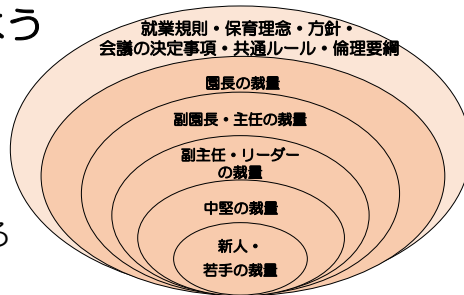 よう
就業規則・保育理念・方針・
会議の決定事項・共通ルール・倫理要綱
園長の裁量
副園長・主任の裁量
副主任・リーダー
の裁量
中堅の裁量
る
新人・
若手の裁量